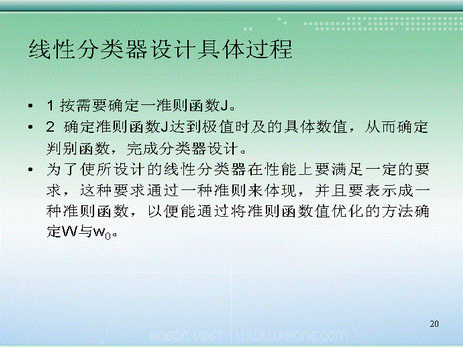 线性分类器设计具体过程
• 1 按需要确定一准则函数J。
• 2 确定准则函数J达到极值时及的具体数值，从而确定
判别函数，完成分类器设计。
• 为了使所设计的线性分类器在性能上要满足一定的要
求，这种要求通过一种准则来体现，并且要表示成一
种准则函数，以便能通过将准则函数值优化的方法确
定W与w₀。
20